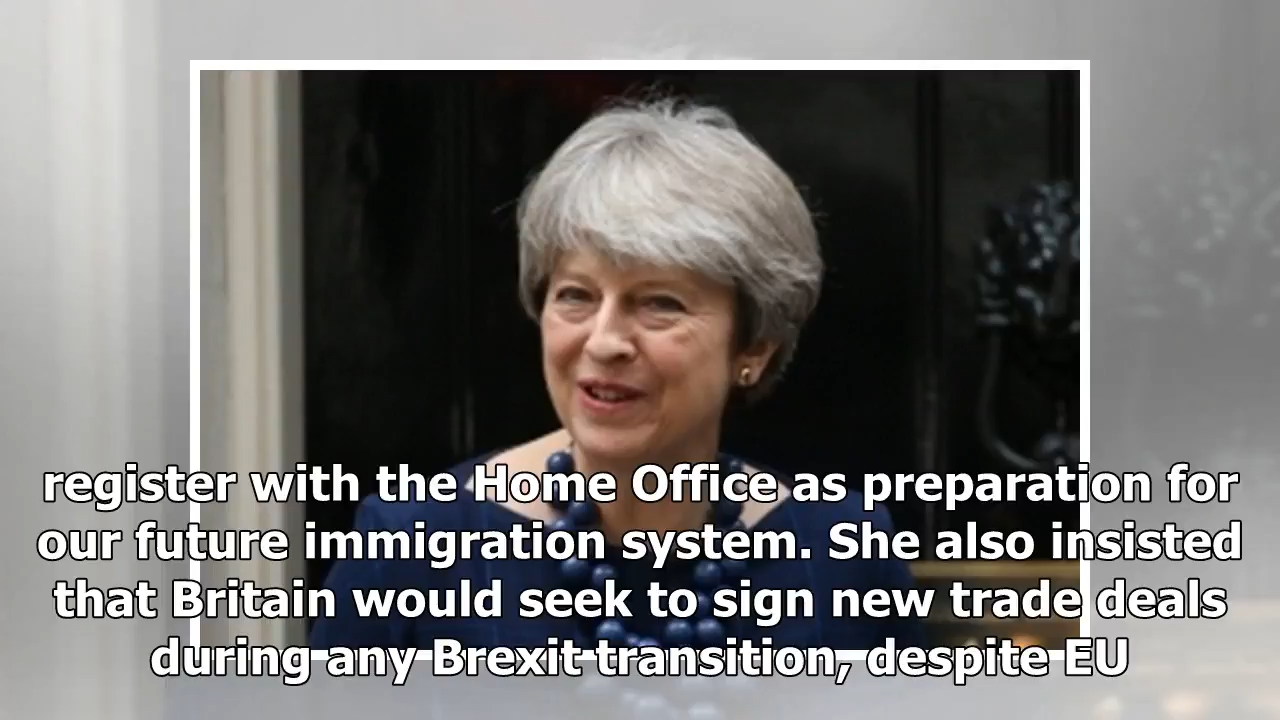 register with the Home Office as preparation for
our future immigration system. She also insisted
that Britain would seek to sign new trade deals
during any Brexit transition, despite EU